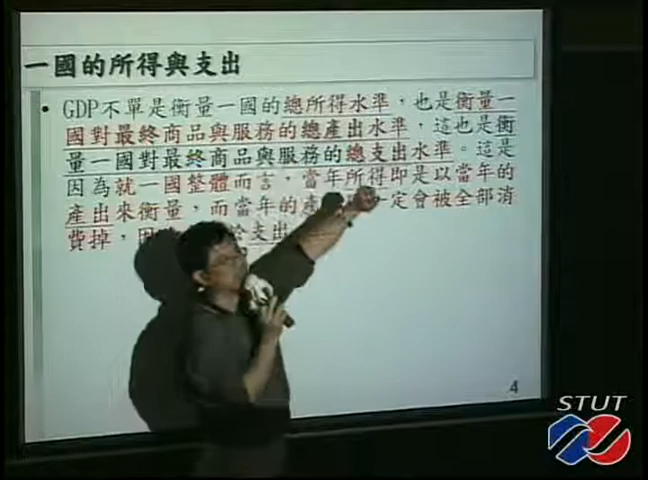 一國的所得與支出
GDP不單是衡量一國的總所得水準，也是衡量一
國對最終商品與服務的總產出水準，這也是衡
量一國對最終商品與服務的總支出水準。這是
因為就一國整體而言，當年所得即是以當年的
產出來衡量，而當年的 一定會被全部消
費掉， 支出
4
STUT